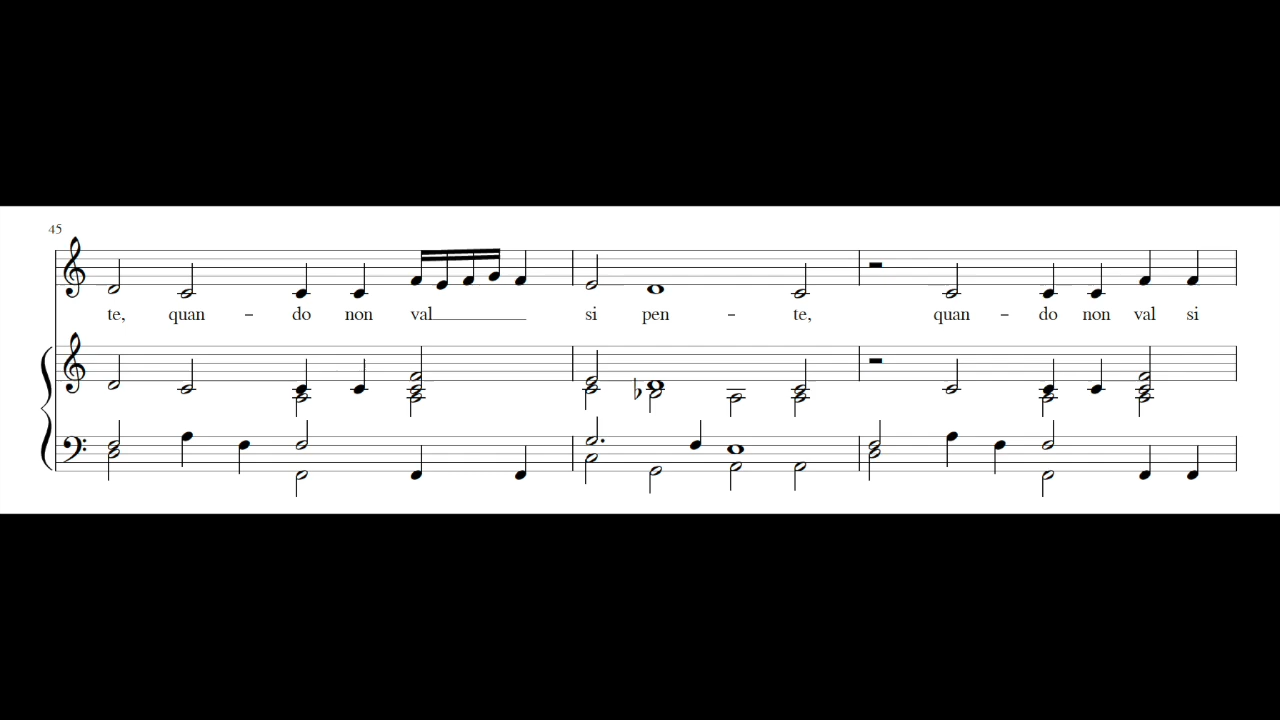 45
te, quan – do non val si pen – te, quan – do non val si